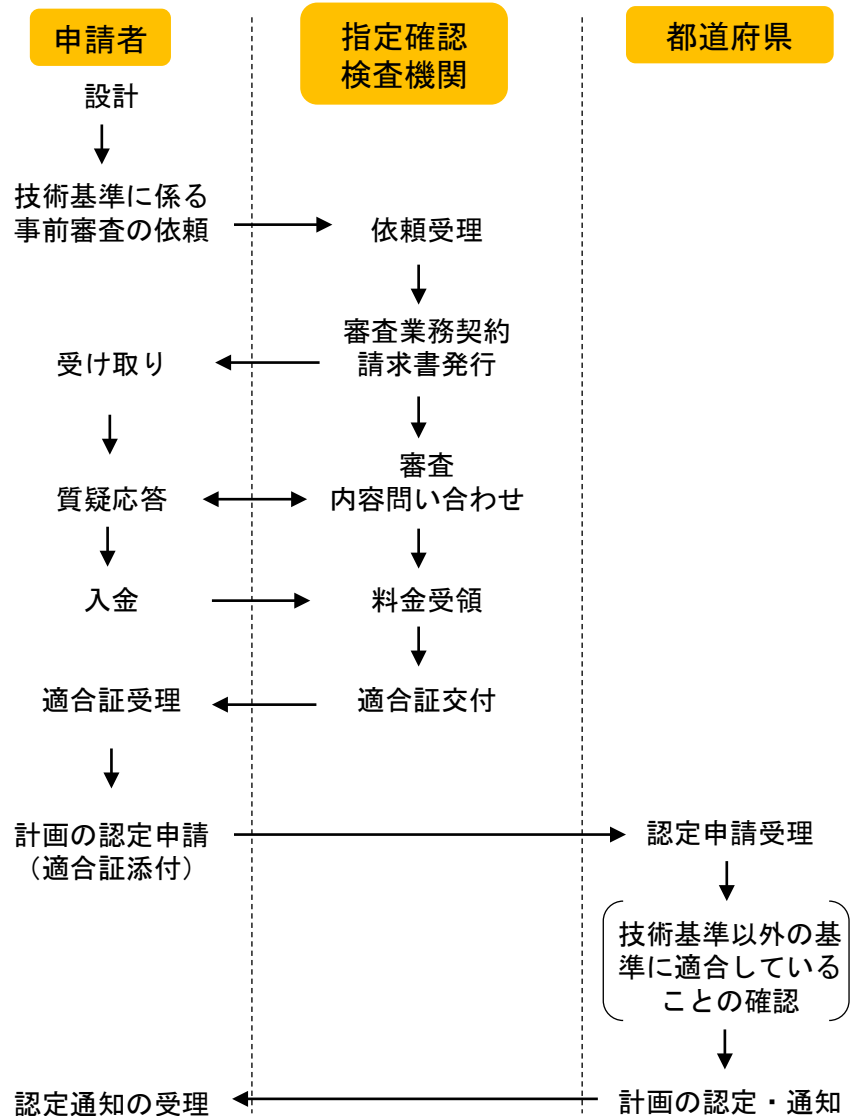 申請者
指定確認
検査機関
都道府県
設計
技術基準に係る
事前審査の依頼
依頼受理
審査業務契約
請求書発行
受け取り
審査
内容問い合わせ
質疑応答
入金
料金受領
適合証受理
適合証交付
計画の認定申請
（適合証添付）
認定申請受理
技術基準以外の基
準に適合している
ことの確認
認定通知の受理
計画の認定・通知